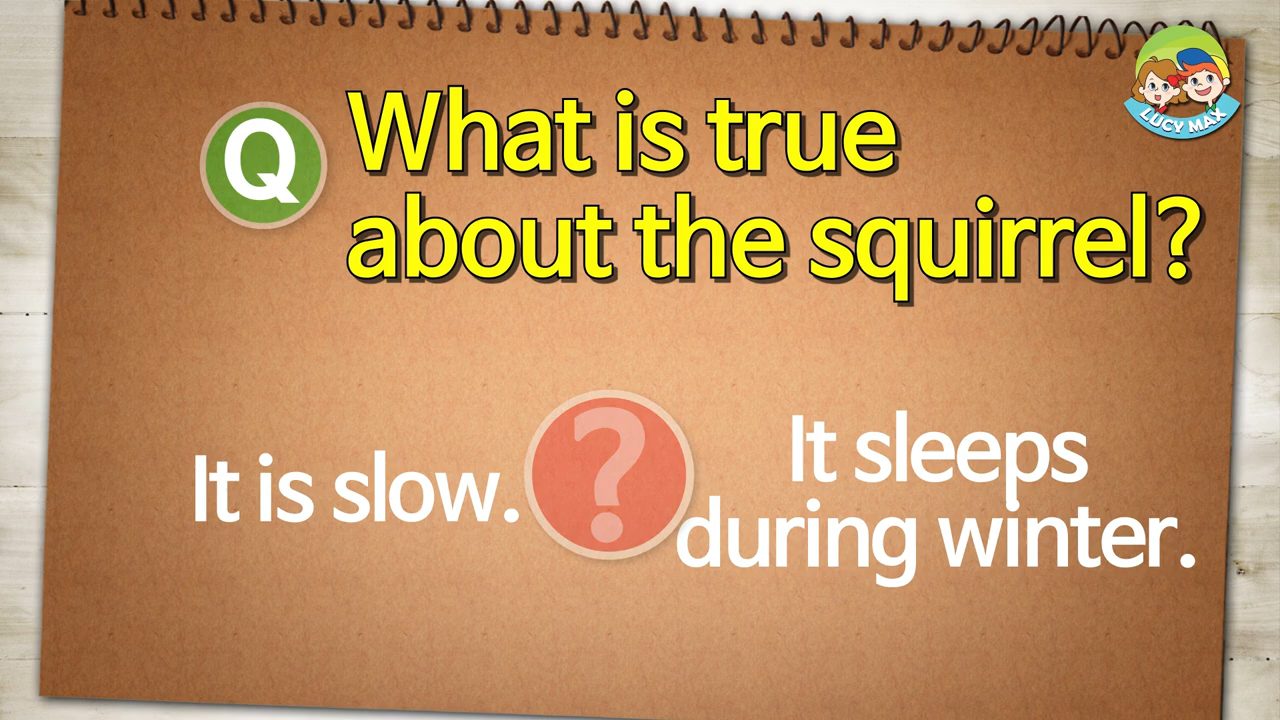 LUCY MAX
Q
What is true
about the squirrel?
It is slow.
?
It sleeps
during winter.